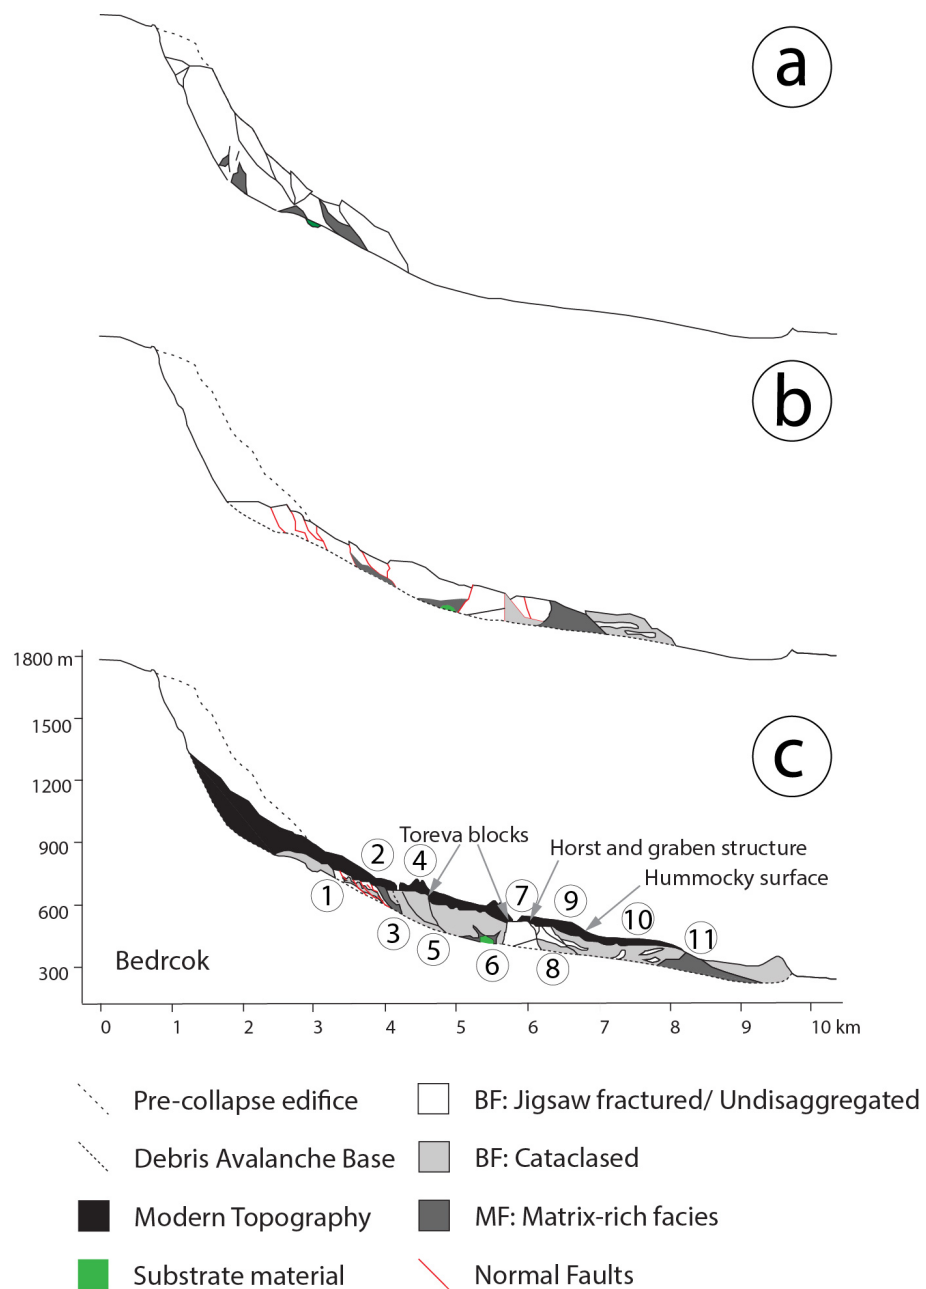 a
b
1800 m
1500
1200
900
600
300
c
Toreva blocks
Horst and graben structure
Hummocky surface
1
2
3
4
5
6
7
8
9
10
11
Bedrcok
0 1 2 3 4 5 6 7 8 9 10 km
Pre-collapse edifice
BF: Jigsaw fractured/ Undisaggregated
Debris Avalanche Base
BF: Cataclased
Modern Topography
MF: Matrix-rich facies
Substrate material
Normal Faults